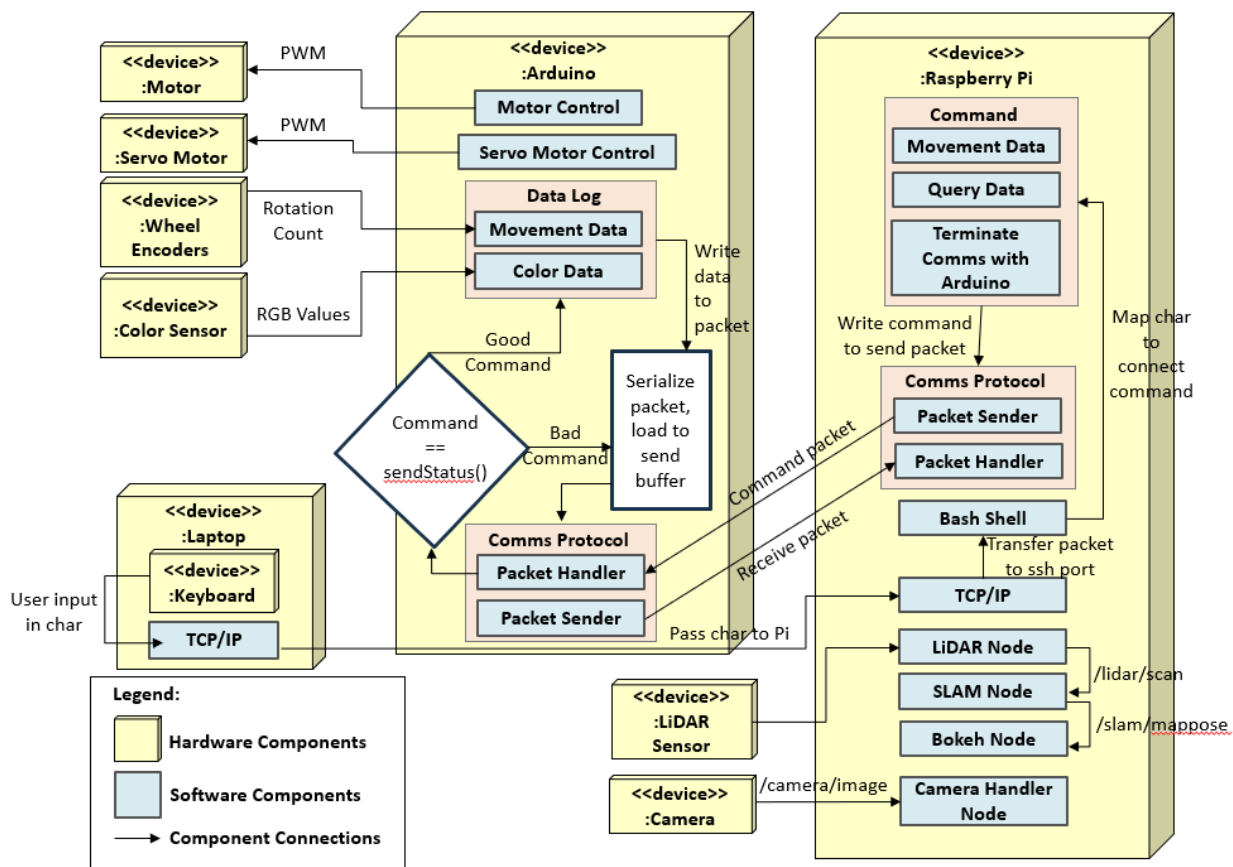 <<device>>
:Motor
PWM
<<device>>
:Servo Motor
PWM
<<device>>
:Wheel
Encoders
Rotation
Count
<<device>>
:Color Sensor
RGB Values
<<device>>
:Arduino
Motor Control
Servo Motor Control
Data Log
Movement Data
Color Data
Write
data
to
packet
Good
Command
Command
==
sendStatus()
Bad
Command
Serialize
packet,
load to
send
buffer
Comms Protocol
Packet Handler
Packet Sender
<<device>>
:Raspberry Pi
Command
Movement Data
Query Data
Terminate
Comms with
Arduino
Write command
to send packet
Map char
to
connect
command
Comms Protocol
Packet Sender
Packet Handler
Command packet
Receive packet
Bash Shell
Transfer packet
to ssh port
TCP/IP
LiDAR Node
/lidar/scan
SLAM Node
/slam/mappose
Bokeh Node
Camera Handler
Node
<<device>>
:Laptop
<<device>>
:Keyboard
User input
in char
TCP/IP
Pass char to Pi
<<device>>
:LiDAR
Sensor
<<device>>
:Camera
/camera/image
Legend:
Hardware Components
Software Components
Component Connections